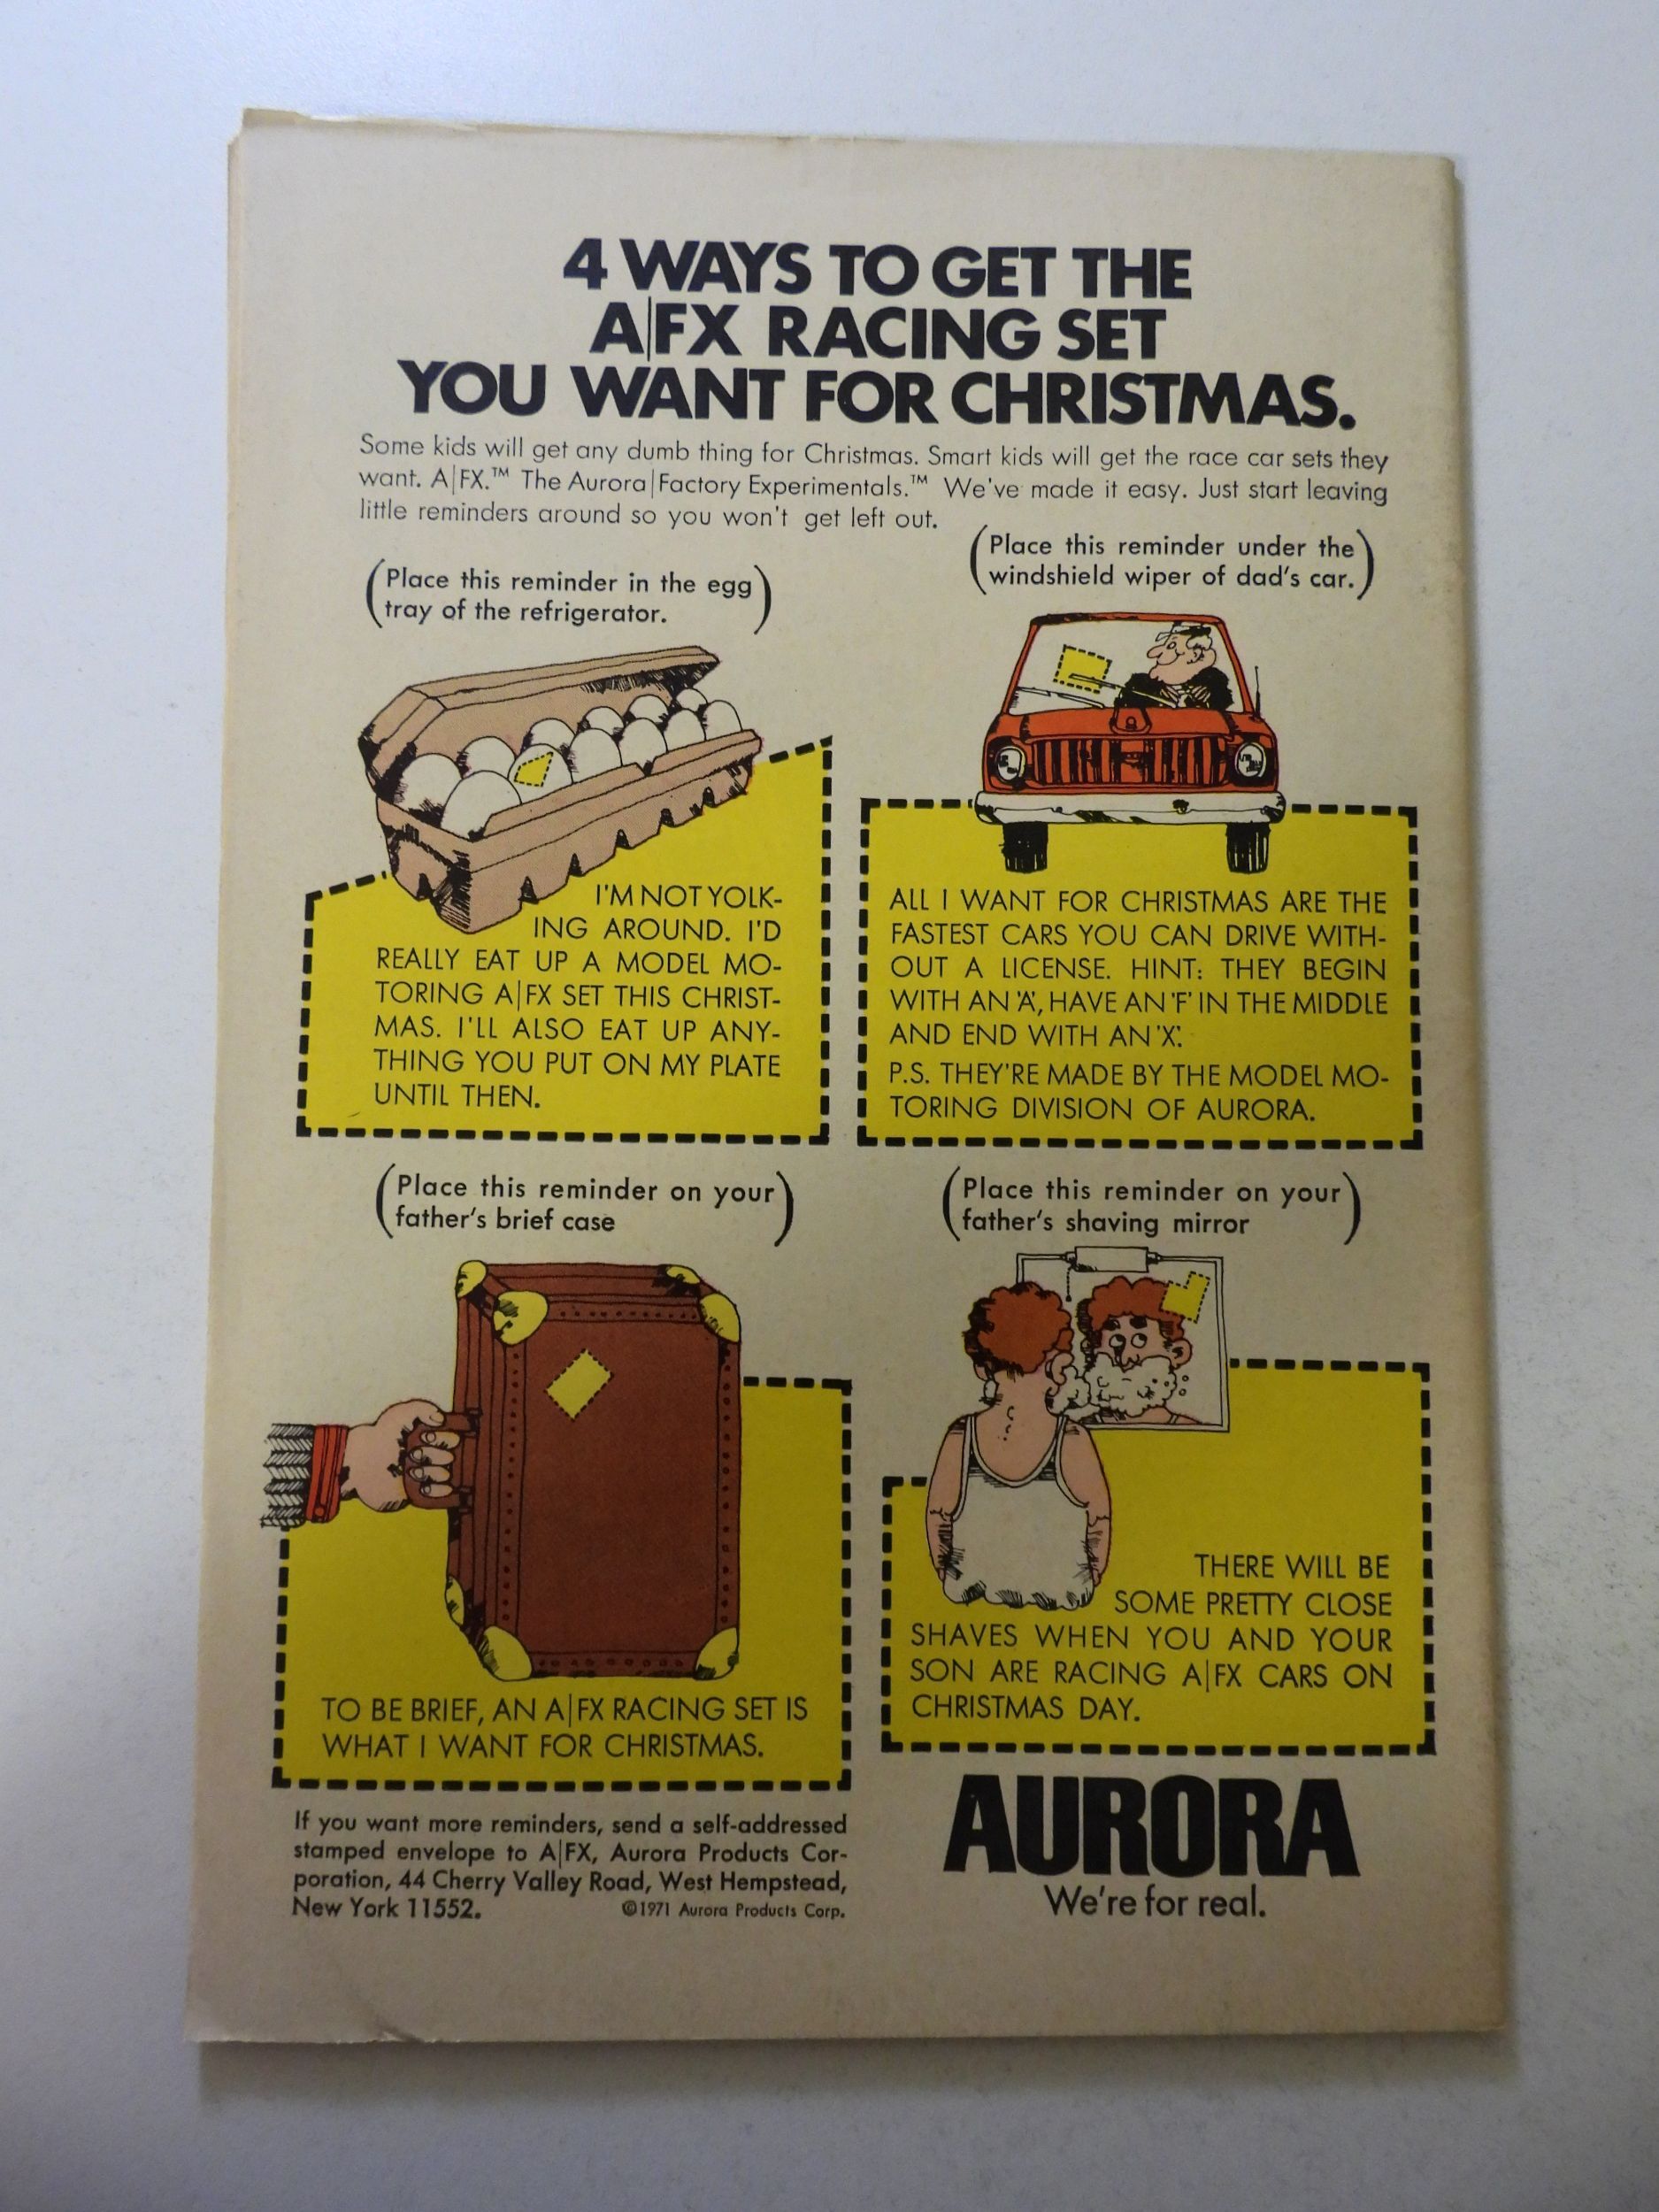 4 WAYS TO GET THE
A|FX RACING SET
YOU WANT FOR CHRISTMAS.
Some kids will get any dumb thing for Christmas. Smart kids will get the race car sets they
want. A|FX.™ The Aurora|Factory Experimentals.™ We've made it easy. Just start leaving
little reminders around so you won't get left out.
(Place this reminder in the egg
tray of the refrigerator.)
(Place this reminder under the
windshield wiper of dad's car.)
I'M NOT YOLK-
ING AROUND. I'D
REALLY EAT UP A MODEL MO-
TORING A|FX SET THIS CHRIST-
MAS. I'LL ALSO EAT UP ANY-
THING YOU PUT ON MY PLATE
UNTIL THEN.
ALL I WANT FOR CHRISTMAS ARE THE
FASTEST CARS YOU CAN DRIVE WITH-
OUT A LICENSE. HINT: THEY BEGIN
WITH AN 'A', HAVE AN 'F' IN THE MIDDLE
AND END WITH AN 'X'.
P.S. THEY'RE MADE BY THE MODEL MO-
TORING DIVISION OF AURORA.
(Place this reminder on your
father's brief case)
(Place this reminder on your
father's shaving mirror)
TO BE BRIEF, AN A|FX RACING SET IS
WHAT I WANT FOR CHRISTMAS.
THERE WILL BE
SOME PRETTY CLOSE
SHAVES WHEN YOU AND YOUR
SON ARE RACING A|FX CARS ON
CHRISTMAS DAY.
If you want more reminders, send a self-addressed
stamped envelope to A|FX, Aurora Products Cor-
poration, 44 Cherry Valley Road, West Hempstead,
New York 11552. ©1971 Aurora Products Corp.
AURORA
We're for real.